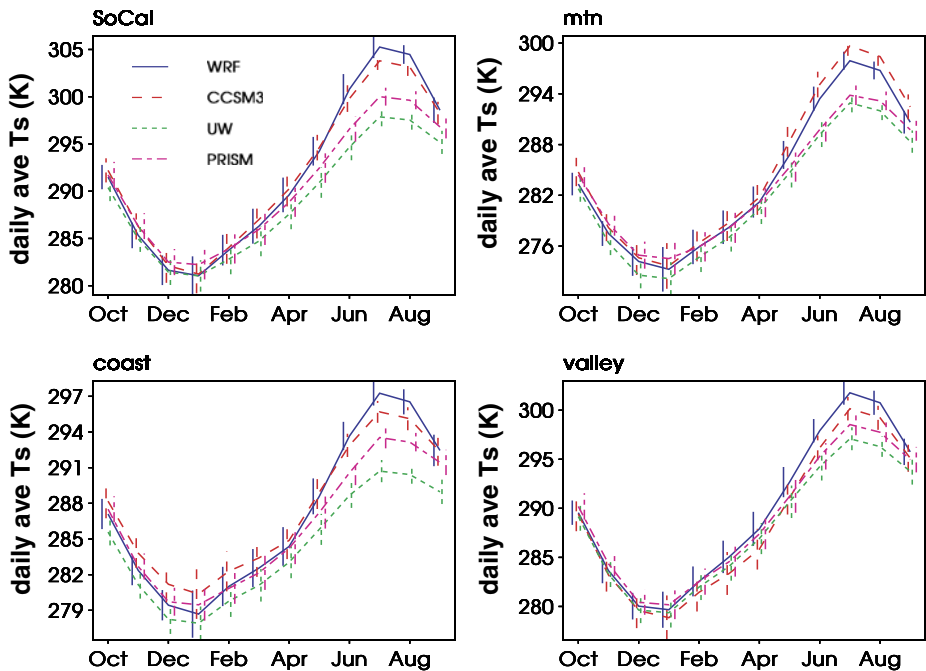 SoCal
daily ave Ts (K)
305
300
295
290
285
280
WRF
CCSM3
UW
PRISM
Oct Dec Feb Apr Jun Aug
mtn
daily ave Ts (K)
300
294
288
282
276
Oct Dec Feb Apr Jun Aug
coast
daily ave Ts (K)
297
294
291
288
285
282
279
Oct Dec Feb Apr Jun Aug
valley
daily ave Ts (K)
300
295
290
285
280
Oct Dec Feb Apr Jun Aug